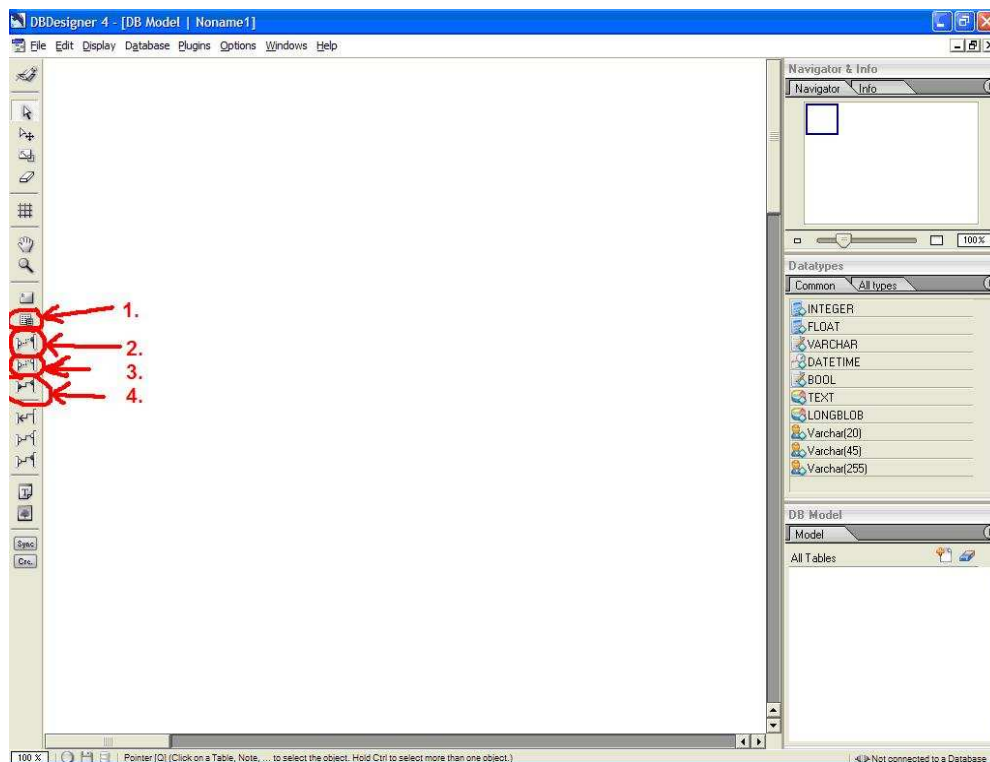 DBDesigner 4 - [DB Model | Noname1]
File Edit Display Database Plugins Options Windows Help
Navigator & Info
Navigator Info
100%
Datatypes
Common All types
INTEGER
FLOAT
VARCHAR
DATETIME
BOOL
TEXT
LONGBLOB
Varchar(20)
Varchar(45)
Varchar(255)
DB Model
Model
All Tables
1.
2.
3.
4.
Sync
Cre.
100 %
Pointer [Q] (Click on a Table, Note, ... to select the object. Hold Ctrl to select more than one object.)
Not connected to a Database